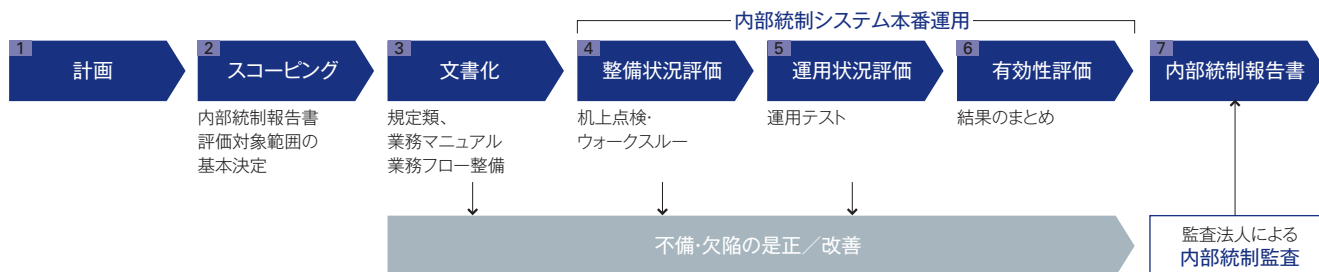 内部統制システム本番運用
1
計画
2
スコーピング
内部統制報告書
評価対象範囲の
基本決定
3
文書化
規定類、
業務マニュアル
業務フロー整備
4
整備状況評価
机上点検・
ウォークスルー
5
運用状況評価
運用テスト
6
有効性評価
結果のまとめ
7
内部統制報告書
不備・欠陥の是正／改善
監査法人による
内部統制監査